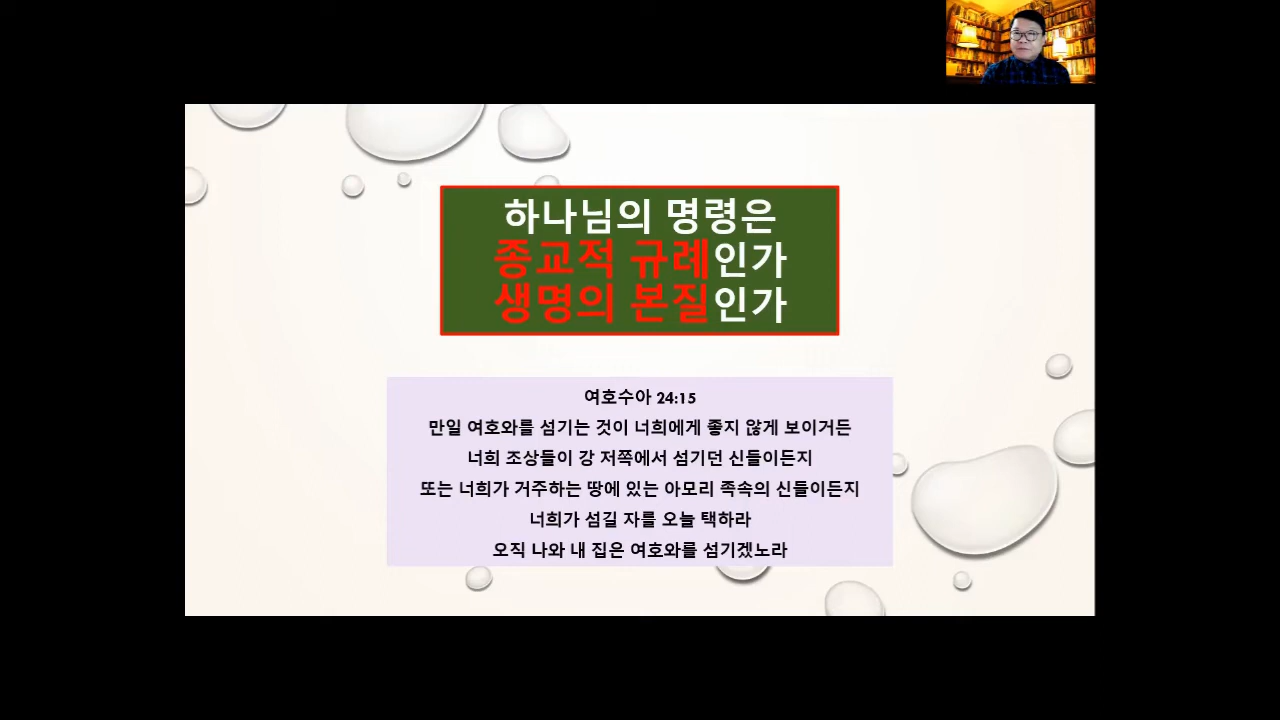 하나님의 명령은
종교적 규례인가
생명의 본질인가
여호수아 24:15
만일 여호와를 섬기는 것이 너희에게 좋지 않게 보이거든
너희 조상들이 강 저쪽에서 섬기던 신들이든지
또는 너희가 거주하는 땅에 있는 아모리 족속의 신들이든지
너희가 섬길 자를 오늘 택하라
오직 나와 내 집은 여호와를 섬기겠노라